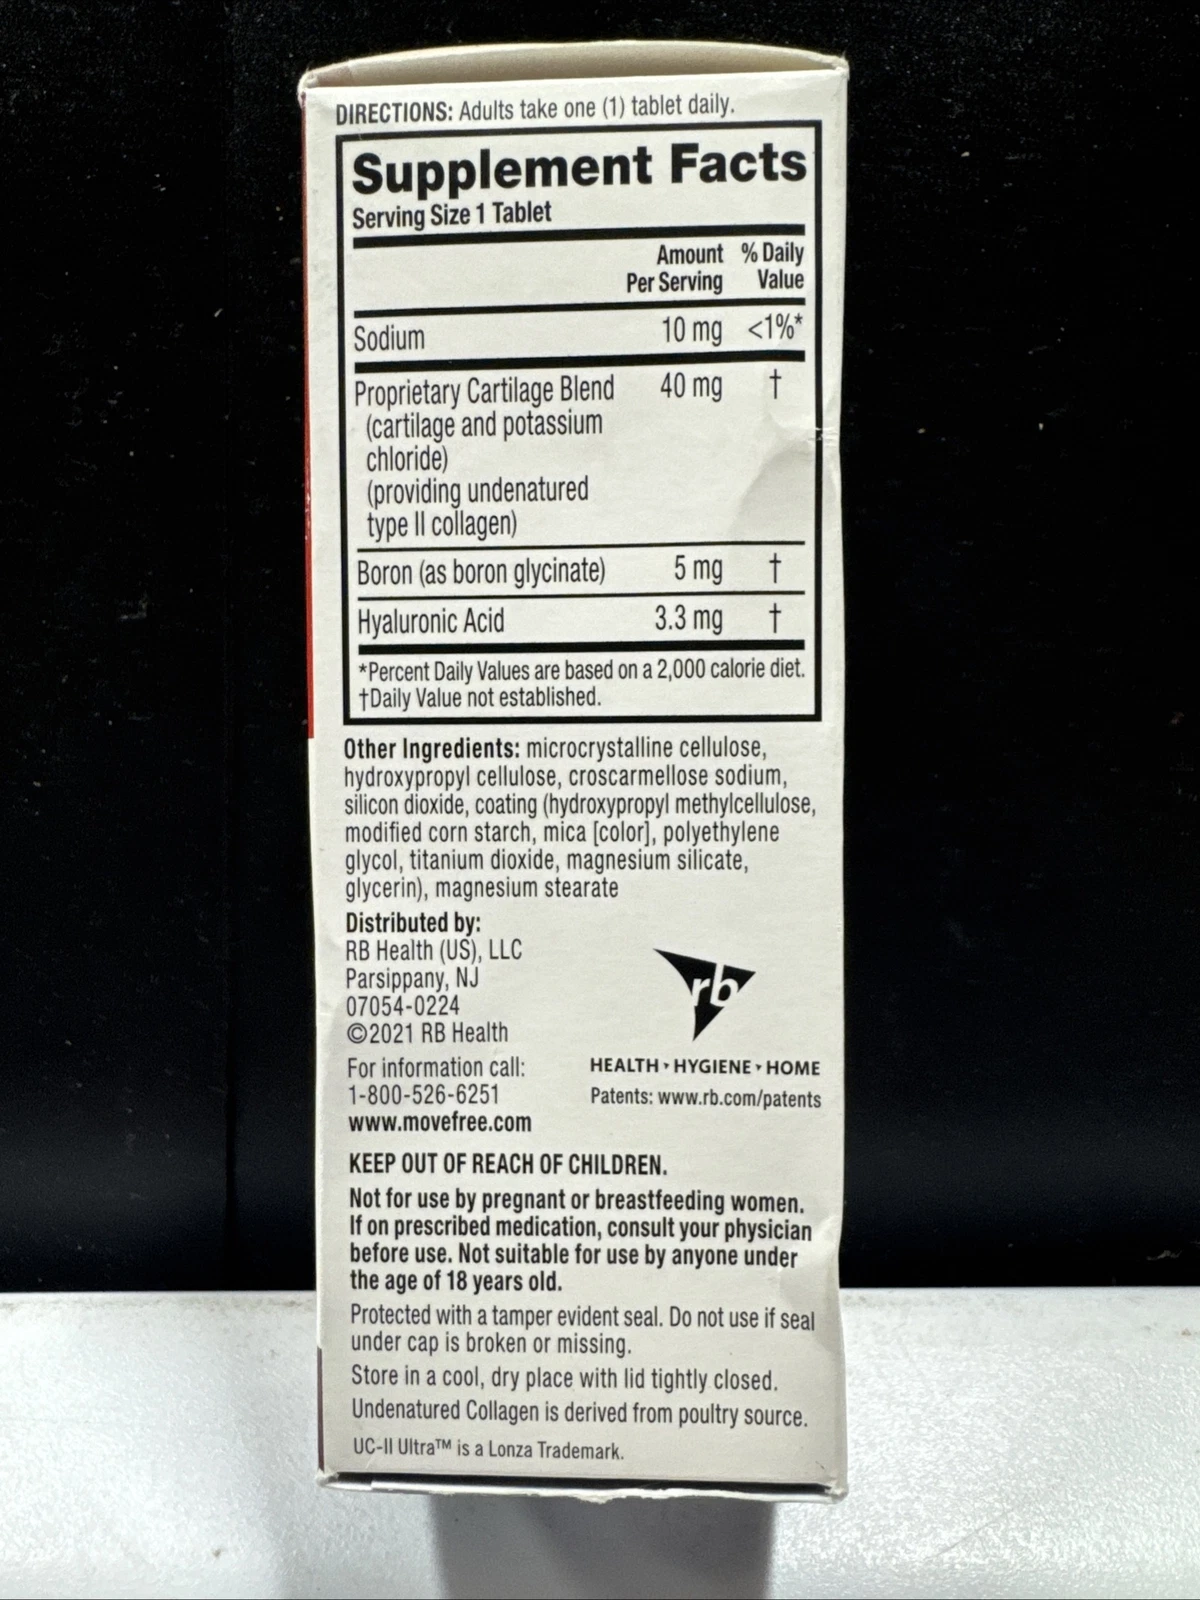 DIRECTIONS: Adults take one (1) tablet daily.
Supplement Facts
Serving Size 1 Tablet
Amount Per Serving % Daily Value
Sodium 10 mg <1%*
Proprietary Cartilage Blend 40 mg †
(cartilage and potassium
chloride)
(providing undenatured
type II collagen)
Boron (as boron glycinate) 5 mg †
Hyaluronic Acid 3.3 mg †
*Percent Daily Values are based on a 2,000 calorie diet.
†Daily Value not established.
Other Ingredients: microcrystalline cellulose,
hydroxypropyl cellulose, croscarmellose sodium,
silicon dioxide, coating (hydroxypropyl methylcellulose,
modified corn starch, mica [color], polyethylene
glycol, titanium dioxide, magnesium silicate,
glycerin), magnesium stearate
Distributed by:
RB Health (US), LLC
Parsippany, NJ
07054-0224
©2021 RB Health
For information call:
1-800-526-6251
www.movefree.com
rb
HEALTH • HYGIENE • HOME
Patents: www.rb.com/patents
KEEP OUT OF REACH OF CHILDREN.
Not for use by pregnant or breastfeeding women.
If on prescribed medication, consult your physician
before use. Not suitable for use by anyone under
the age of 18 years old.
Protected with a tamper evident seal. Do not use if seal
under cap is broken or missing.
Store in a cool, dry place with lid tightly closed.
Undenatured Collagen is derived from poultry source.
UC-II Ultra™ is a Lonza Trademark.